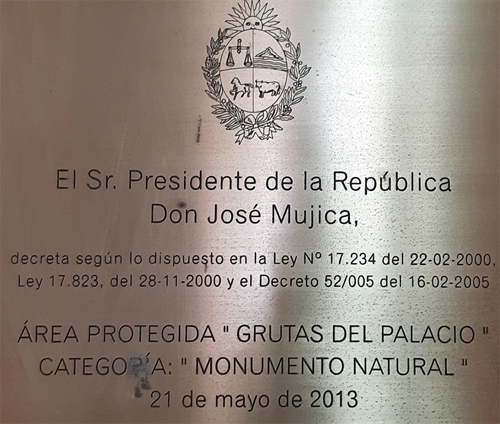 El Sr. Presidente de la República
Don José Mujica,
decreta según lo dispuesto en la Ley Nº 17.234 del 22-02-2000,
Ley 17.823, del 28-11-2000 y el Decreto 52/005 del 16-02-2005
ÁREA PROTEGIDA " GRUTAS DEL PALACIO "
CATEGORÍA: " MONUMENTO NATURAL "
21 de mayo de 2013